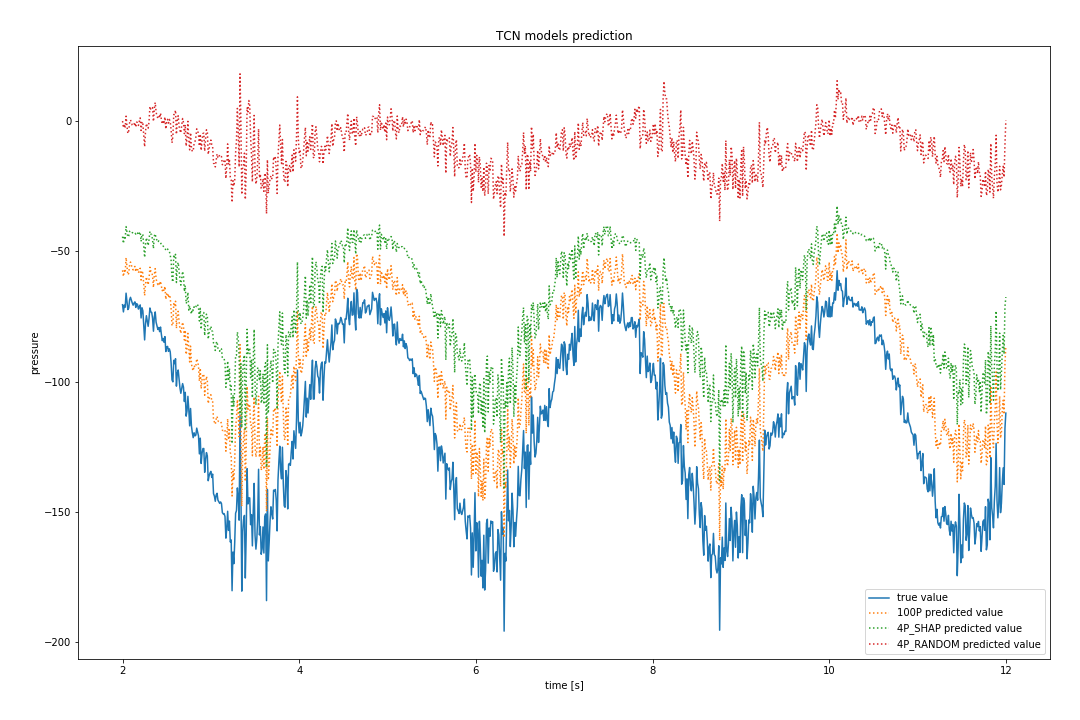 TCN models prediction
0
−50
−100
−150
−200
pressure
2
4
6
8
10
12
time [s]
true value
100P predicted value
4P_SHAP predicted value
4P_RANDOM predicted value